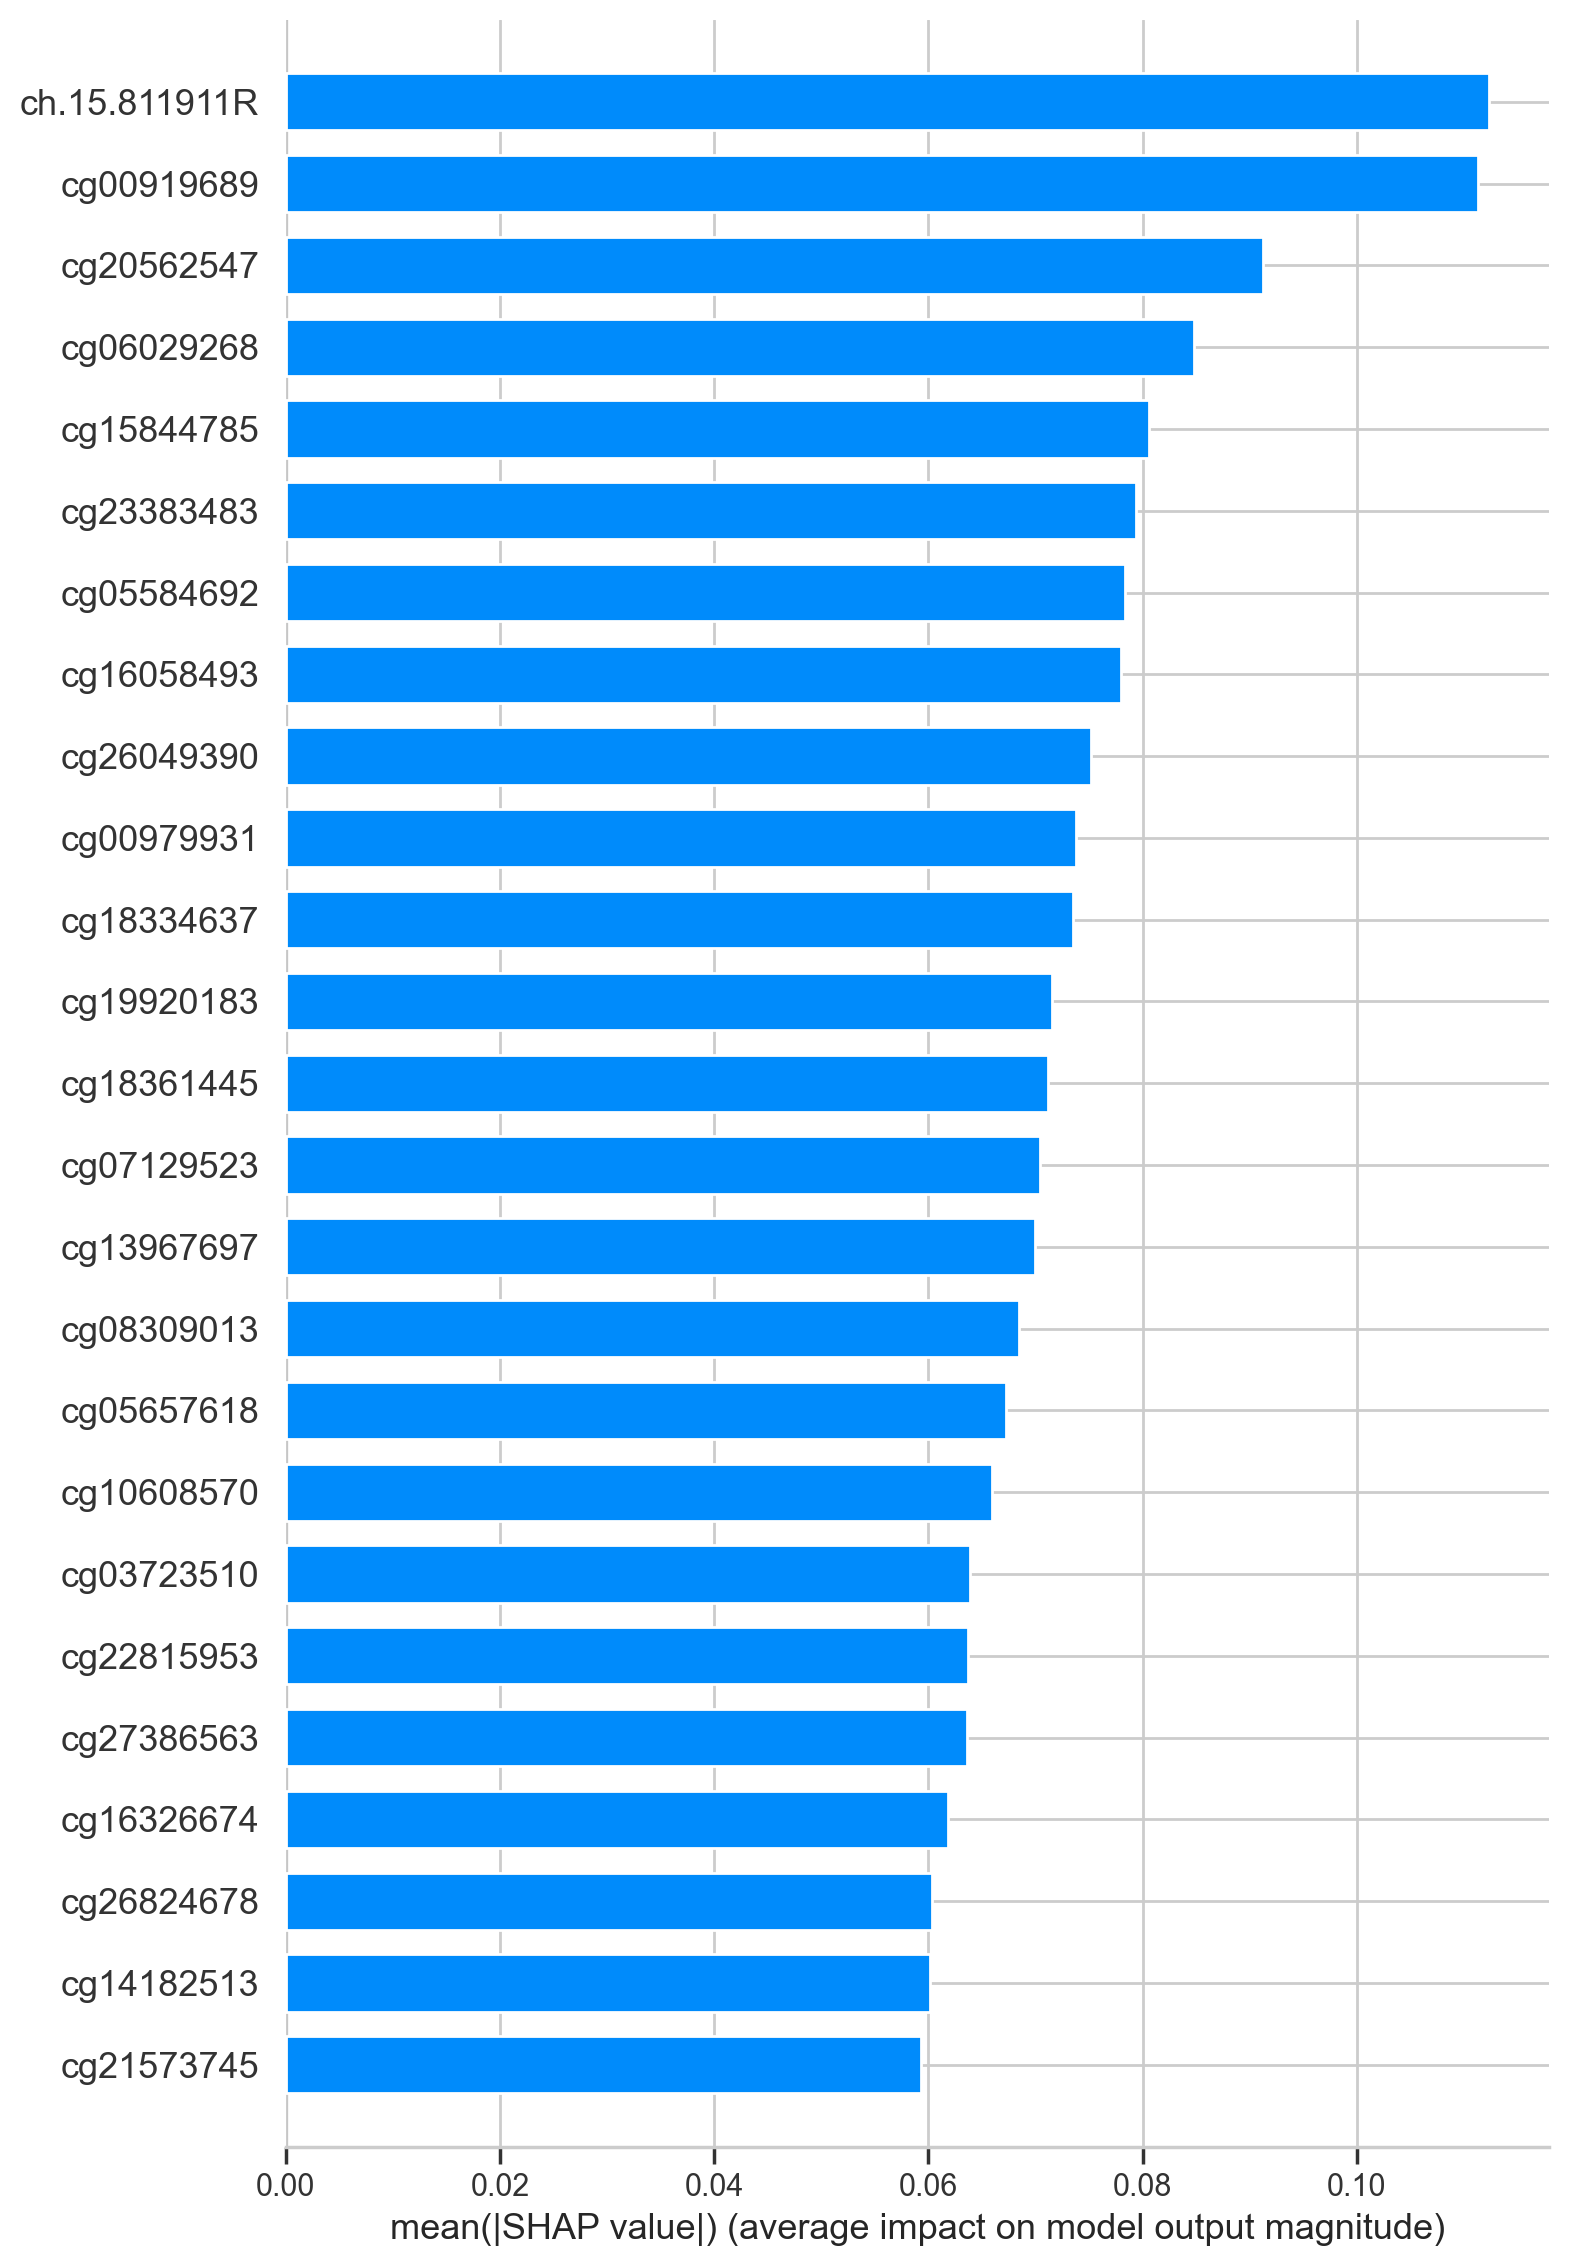 ch.15.811911R
cg00919689
cg20562547
cg06029268
cg15844785
cg23383483
cg05584692
cg16058493
cg26049390
cg00979931
cg18334637
cg19920183
cg18361445
cg07129523
cg13967697
cg08309013
cg05657618
cg10608570
cg03723510
cg22815953
cg27386563
cg16326674
cg26824678
cg14182513
cg21573745
0.00 0.02 0.04 0.06 0.08 0.10
mean(|SHAP value|) (average impact on model output magnitude)